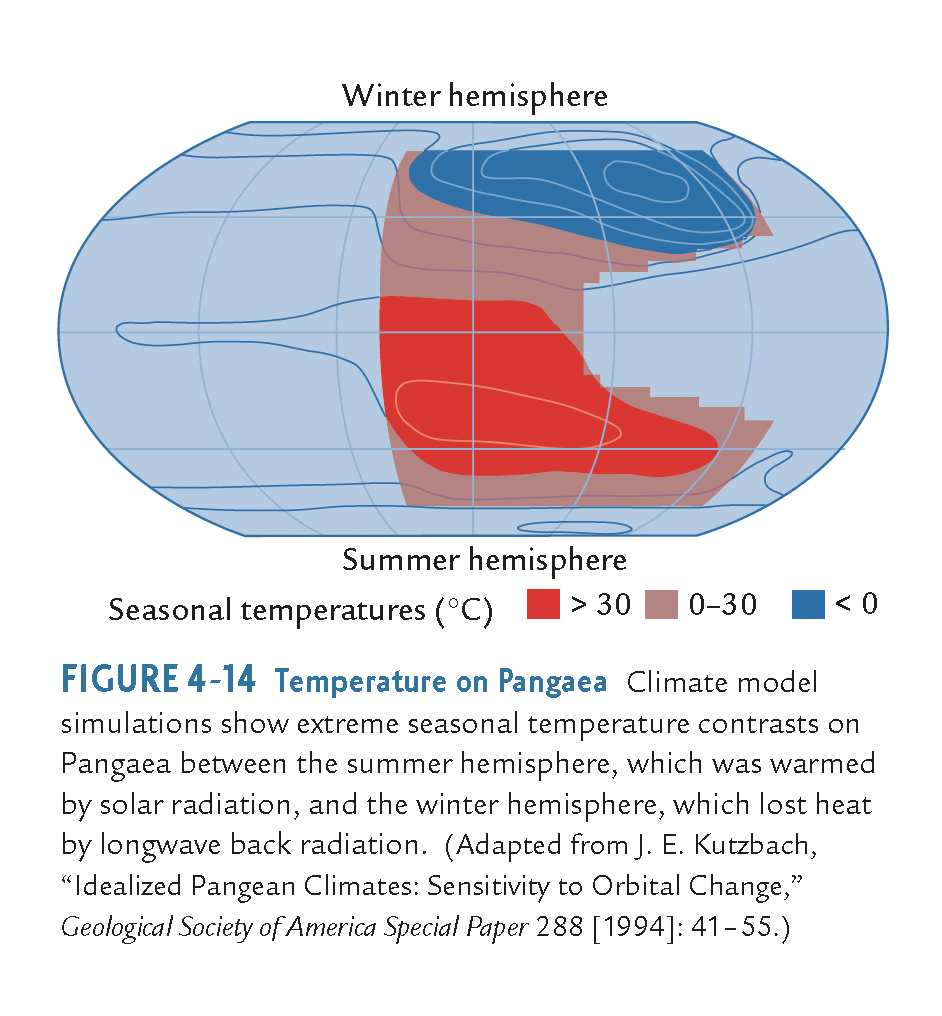 Winter hemisphere
Summer hemisphere
Seasonal temperatures (°C) > 30 0–30 < 0
FIGURE 4-14 Temperature on Pangaea Climate model
simulations show extreme seasonal temperature contrasts on
Pangaea between the summer hemisphere, which was warmed
by solar radiation, and the winter hemisphere, which lost heat
by longwave back radiation. (Adapted from J. E. Kutzbach,
“Idealized Pangean Climates: Sensitivity to Orbital Change,”
Geological Society of America Special Paper 288 [1994]: 41–55.)